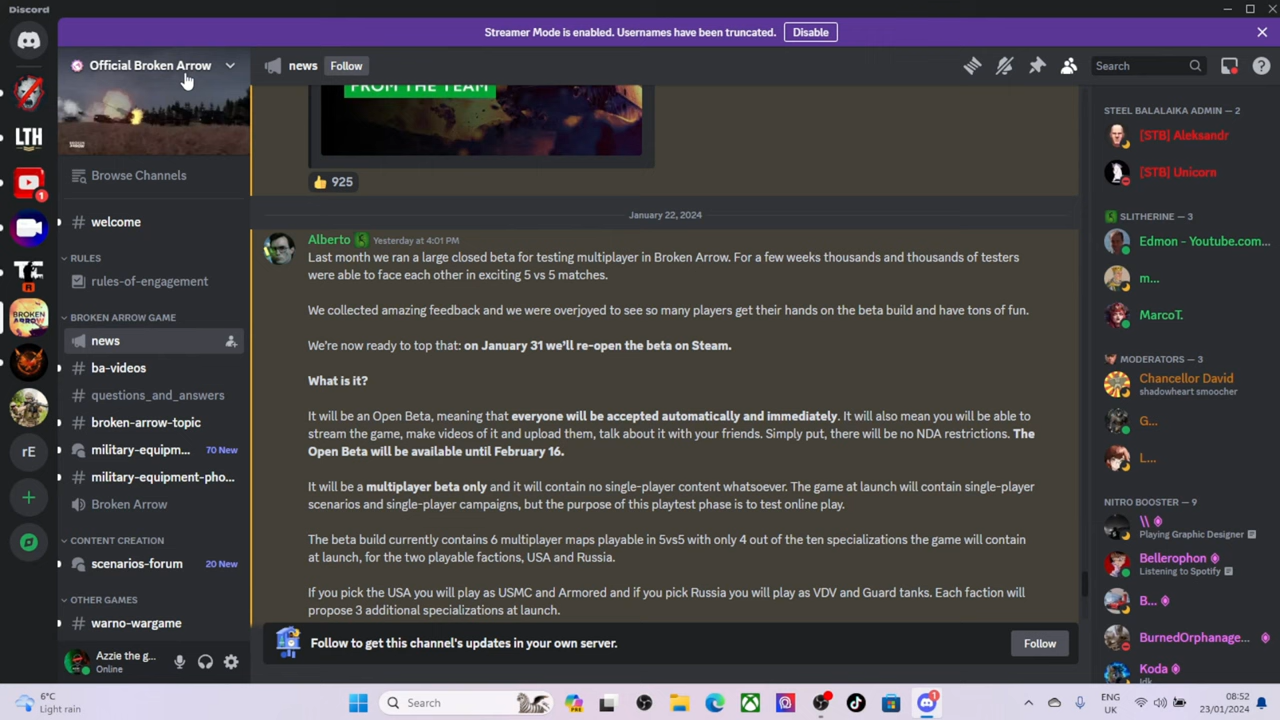 Discord
Streamer Mode is enabled. Usernames have been truncated.
Disable
Official Broken Arrow
news
Follow
Search
FROM THE TEAM
925
Browse Channels
welcome
RULES
rules-of-engagement
BROKEN ARROW GAME
news
ba-videos
questions_and_answers
broken-arrow-topic
military-equipm...
70 New
military-equipment-pho...
Broken Arrow
CONTENT CREATION
scenarios-forum
20 New
OTHER GAMES
warno-wargame
Azzie the g...
Online
LTH
1
R
BROKEN
ARROW
rE
January 22, 2024
Alberto
Yesterday at 4:01 PM
Last month we ran a large closed beta for testing multiplayer in Broken Arrow. For a few weeks thousands and thousands of testers
were able to face each other in exciting 5 vs 5 matches.
We collected amazing feedback and we were overjoyed to see so many players get their hands on the beta build and have tons of fun.
We're now ready to top that: on January 31 we'll re-open the beta on Steam.
What is it?
It will be an Open Beta, meaning that everyone will be accepted automatically and immediately. It will also mean you will be able to
stream the game, make videos of it and upload them, talk about it with your friends. Simply put, there will be no NDA restrictions. The
Open Beta will be available until February 16.
It will be a multiplayer beta only and it will contain no single-player content whatsoever. The game at launch will contain single-player
scenarios and single-player campaigns, but the purpose of this playtest phase is to test online play.
The beta build currently contains 6 multiplayer maps playable in 5vs5 with only 4 out of the ten specializations the game will contain
at launch, for the two playable factions, USA and Russia.
If you pick the USA you will play as USMC and Armored and if you pick Russia you will play as VDV and Guard tanks. Each faction will
propose 3 additional specializations at launch.
Follow to get this channel's updates in your own server.
Follow
STEEL BALALAIKA ADMIN — 2
[STB] Aleksandr
[STB] Unicorn
SLITHERINE — 3
Edmon - Youtube.com...
m...
MarcoT.
MODERATORS — 3
Chancellor David
shadowheart smoocher
G...
L...
NITRO BOOSTER — 9
\\
Playing Graphic Designer
Bellerophon
Listening to Spotify
B...
BurnedOrphanage...
Koda
idk
6°C
Light rain
Search
PRE
1
ENG
UK
08:52
23/01/2024